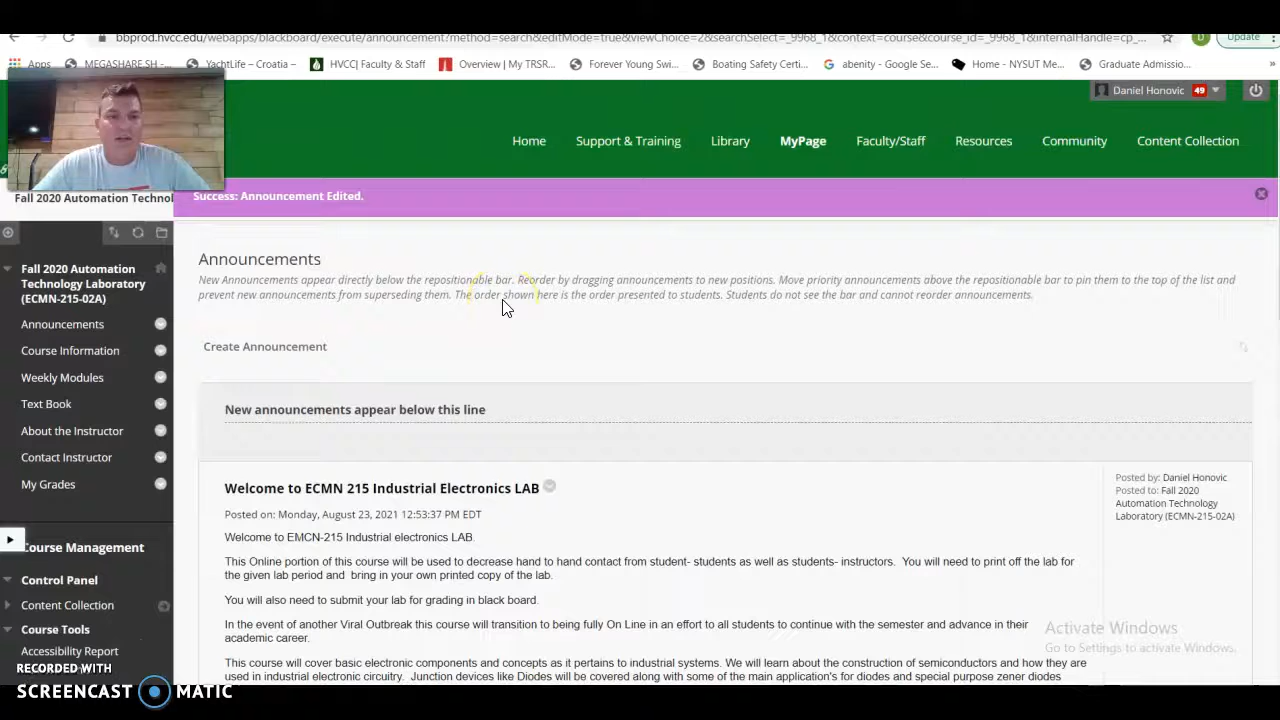 bbprod.hvcc.edu/webapps/blackboard/execute/announcement?method=search&editMode=true&viewChoice=2&searchSelect=_9968_1&context=course&course_id=_9968_1&internalHandle=cp_...
Update
Apps MEGASHARE.SH - ... YachtLife – Croatia –... HVCC| Faculty & Staff Overview | My TRSR... Forever Young Swi... Boating Safety Certi... abenity - Google Se... Home - NYSUT Me... Graduate Admissio... »
Daniel Honovic 49
Home Support & Training Library MyPage Faculty/Staff Resources Community Content Collection
Fall 2020 Automation Technol
Success: Announcement Edited.
Announcements
New Announcements appear directly below the repositionable bar. Reorder by dragging announcements to new positions. Move priority announcements above the repositionable bar to pin them to the top of the list and
prevent new announcements from superseding them. The order shown here is the order presented to students. Students do not see the bar and cannot reorder announcements.
Create Announcement
New announcements appear below this line
Welcome to ECMN 215 Industrial Electronics LAB
Posted on: Monday, August 23, 2021 12:53:37 PM EDT
Welcome to EMCN-215 Industrial electronics LAB.
This Online portion of this course will be used to decrease hand to hand contact from student- students as well as students- instructors. You will need to print off the lab for
the given lab period and bring in your own printed copy of the lab.
You will also need to submit your lab for grading in black board.
In the event of another Viral Outbreak this course will transition to being fully On Line in an effort to all students to continue with the semester and advance in their
academic career.
This course will cover basic electronic components and concepts as it pertains to industrial systems. We will learn about the construction of semiconductors and how they are
used in industrial electronic circuitry. Junction devices like Diodes will be covered along with some of the main application's for diodes and special purpose zener diodes
Posted by: Daniel Honovic
Posted to: Fall 2020
Automation Technology
Laboratory (ECMN-215-02A)
Fall 2020 Automation
Technology Laboratory
(ECMN-215-02A)
Announcements
Course Information
Weekly Modules
Text Book
About the Instructor
Contact Instructor
My Grades
Course Management
Control Panel
Content Collection
Course Tools
Accessibility Report
Activate Windows
Go to Settings to activate Windows.
RECORDED WITH
SCREENCAST MATIC